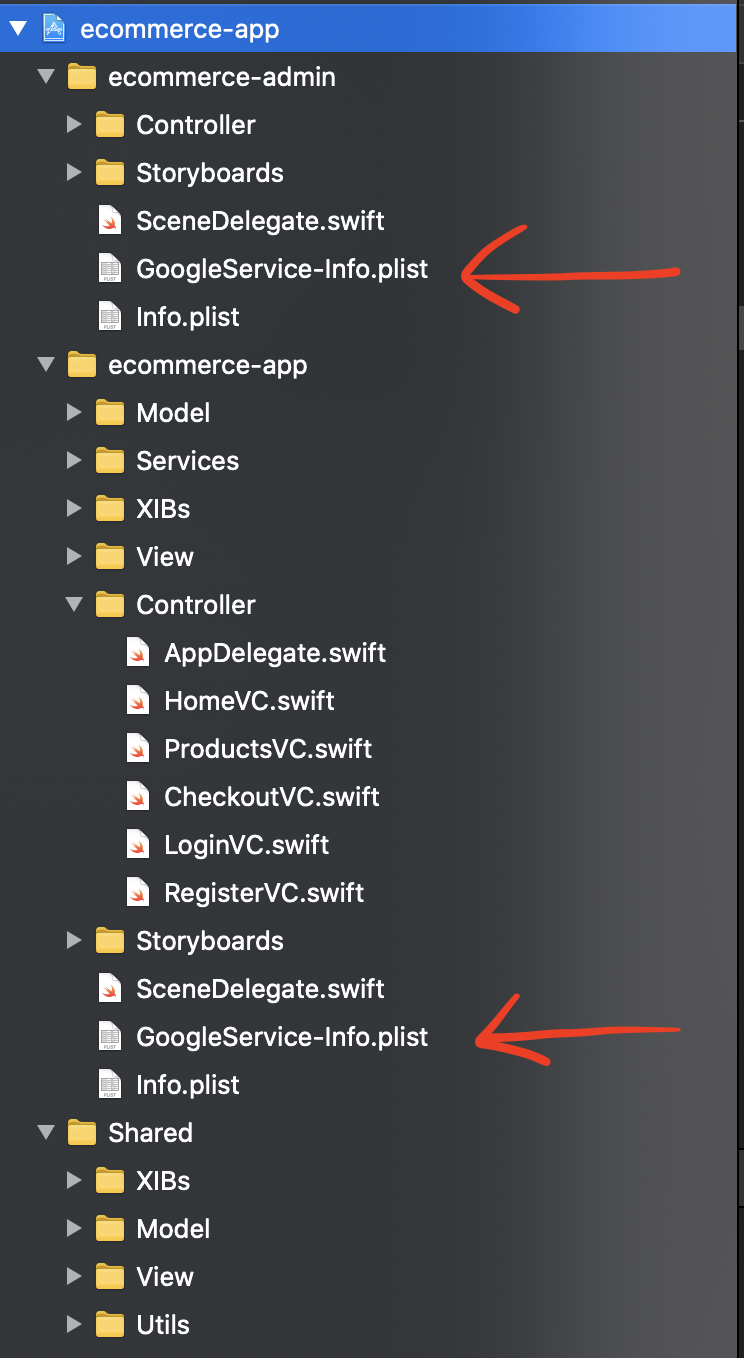 ecommerce-app
ecommerce-admin
Controller
Storyboards
SceneDelegate.swift
GoogleService-Info.plist
Info.plist
ecommerce-app
Model
Services
XIBs
View
Controller
AppDelegate.swift
HomeVC.swift
ProductsVC.swift
CheckoutVC.swift
LoginVC.swift
RegisterVC.swift
Storyboards
SceneDelegate.swift
GoogleService-Info.plist
Info.plist
Shared
XIBs
Model
View
Utils